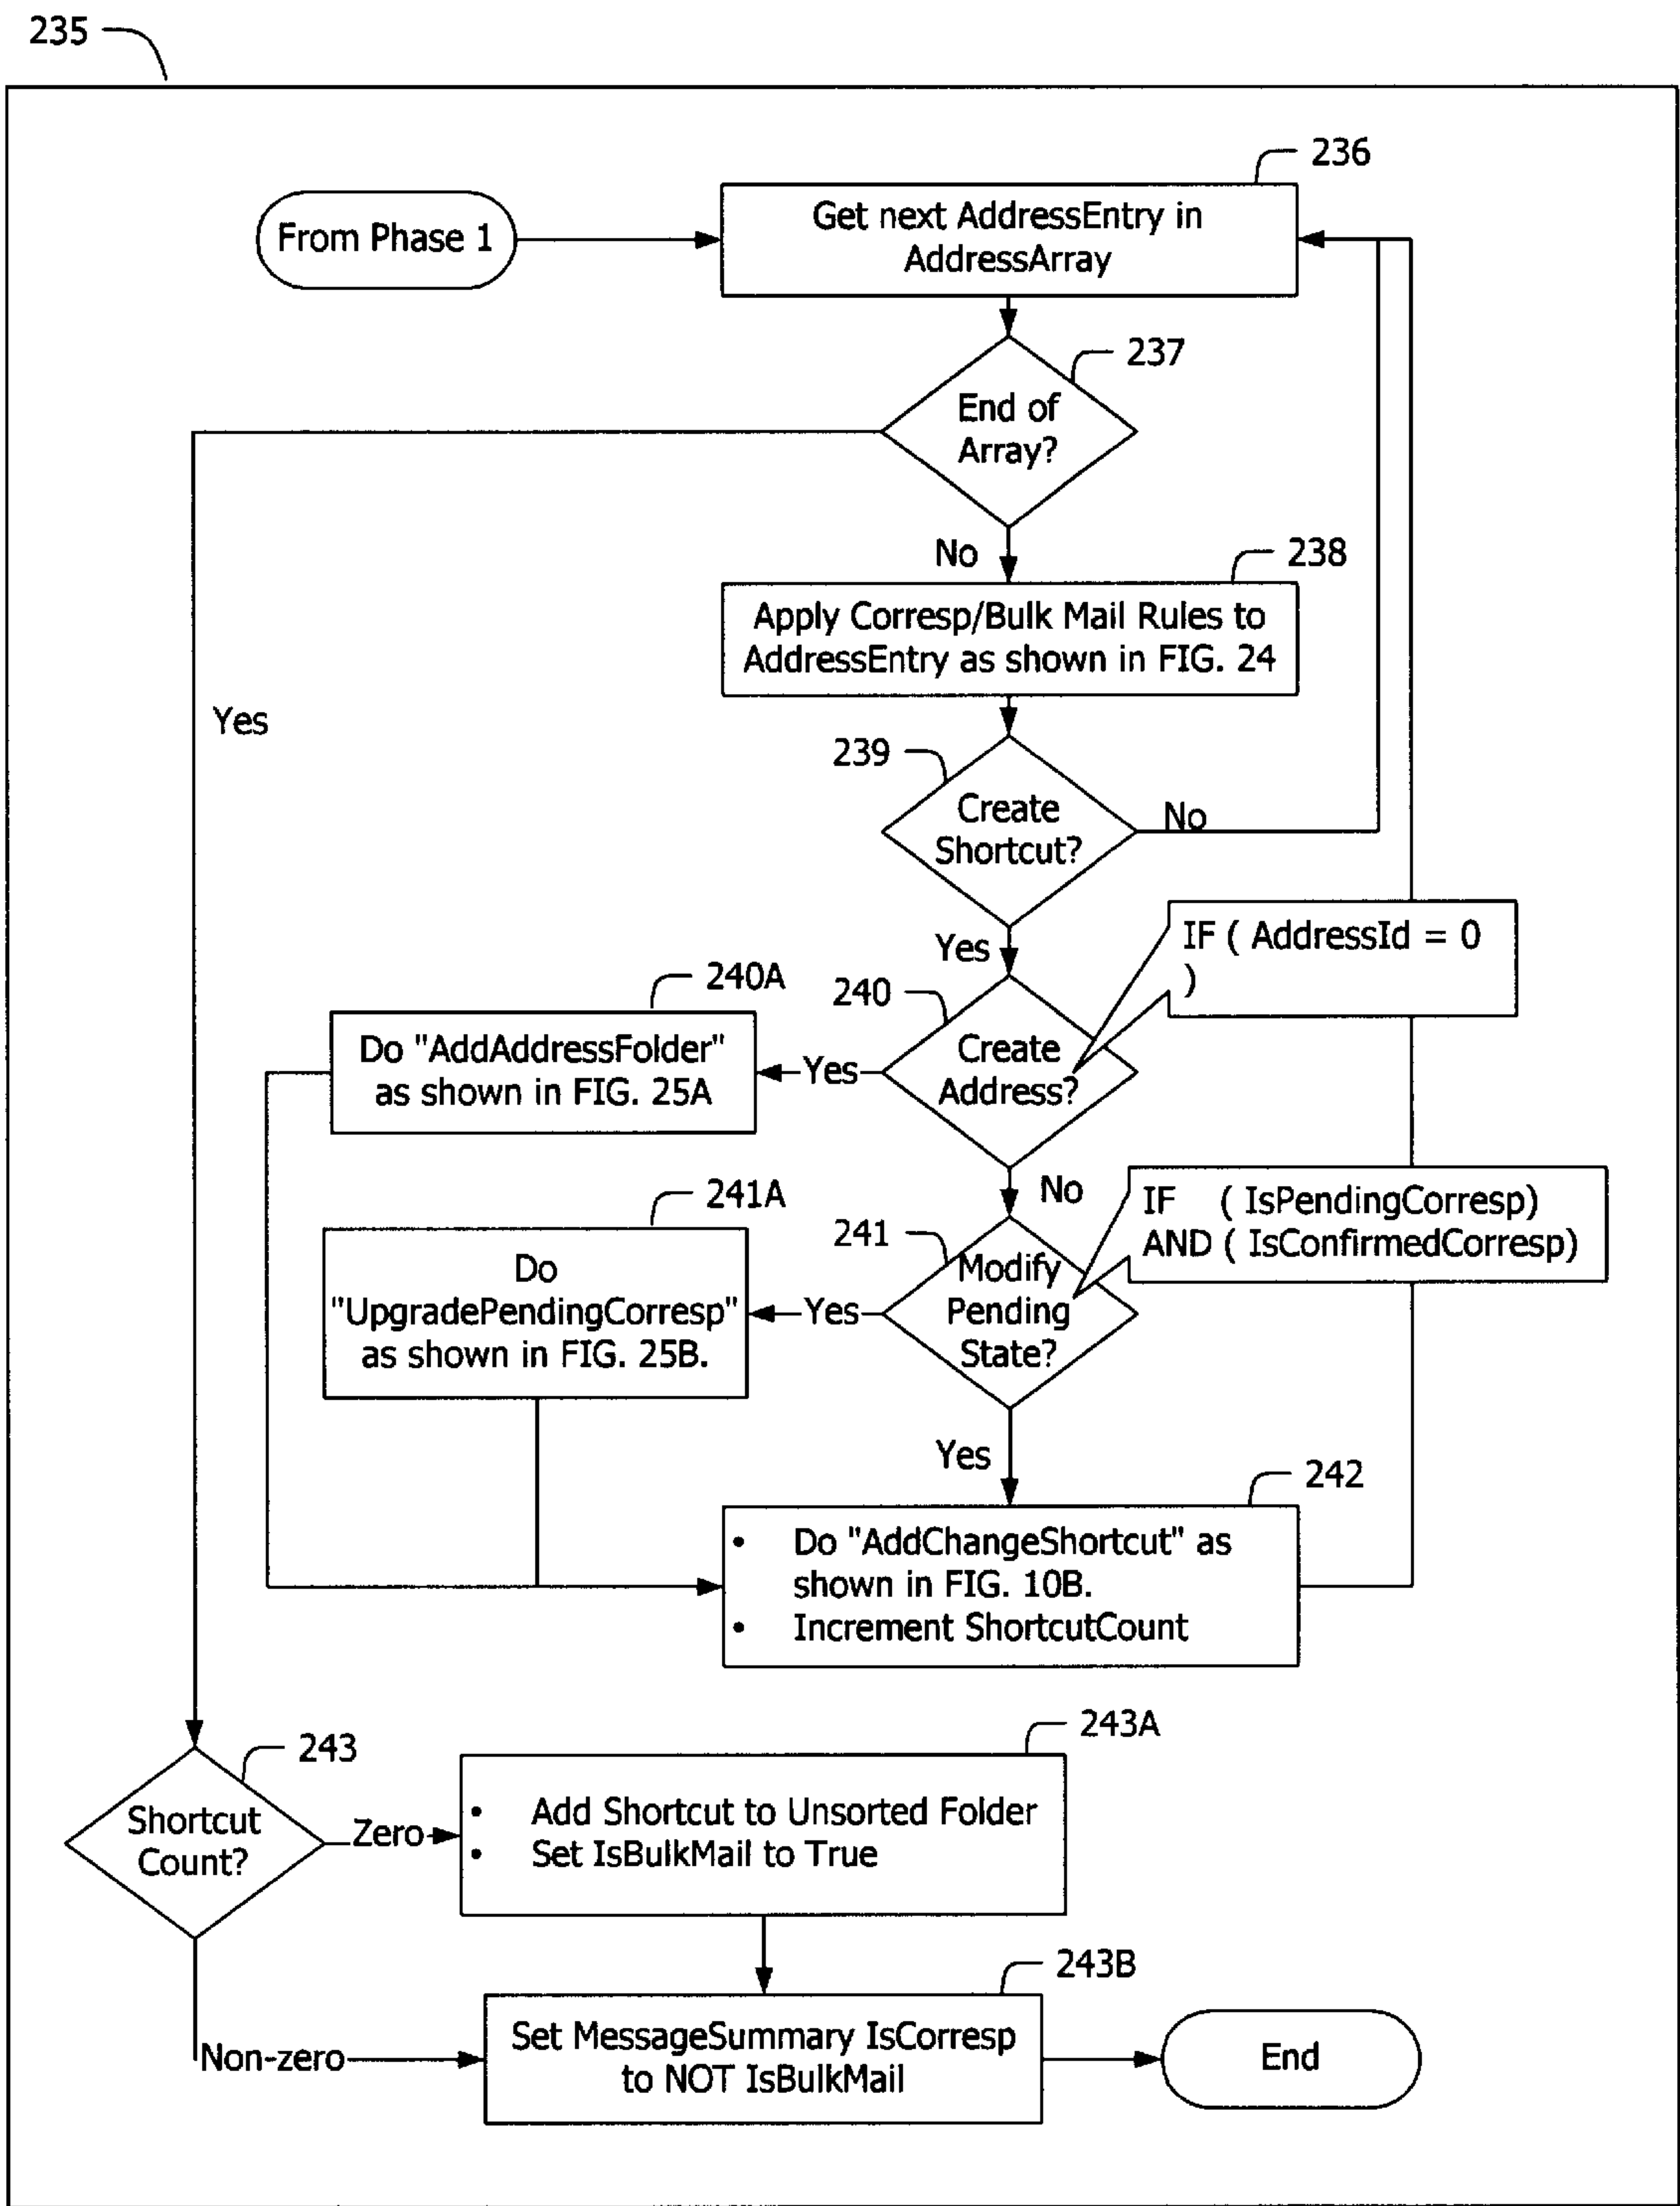 235
236
From Phase 1
Get next AddressEntry in
AddressArray
237
End of
Array?
No
238
Apply Corresp/Bulk Mail Rules to
AddressEntry as shown in FIG. 24
Yes
239
Create
Shortcut?
No
Yes
IF ( AddressId = 0
)
240A
240
Do "AddAddressFolder"
as shown in FIG. 25A
Yes
Create
Address?
No
241A
241
IF ( IsPendingCorresp)
AND ( IsConfirmedCorresp)
Do
"UpgradePendingCorresp"
as shown in FIG. 25B.
Yes
Modify
Pending
State?
Yes
242
• Do "AddChangeShortcut" as
shown in FIG. 10B.
• Increment ShortcutCount
243
Shortcut
Count?
Zero
243A
• Add Shortcut to Unsorted Folder
• Set IsBulkMail to True
243B
Non-zero
Set MessageSummary IsCorresp
to NOT IsBulkMail
End